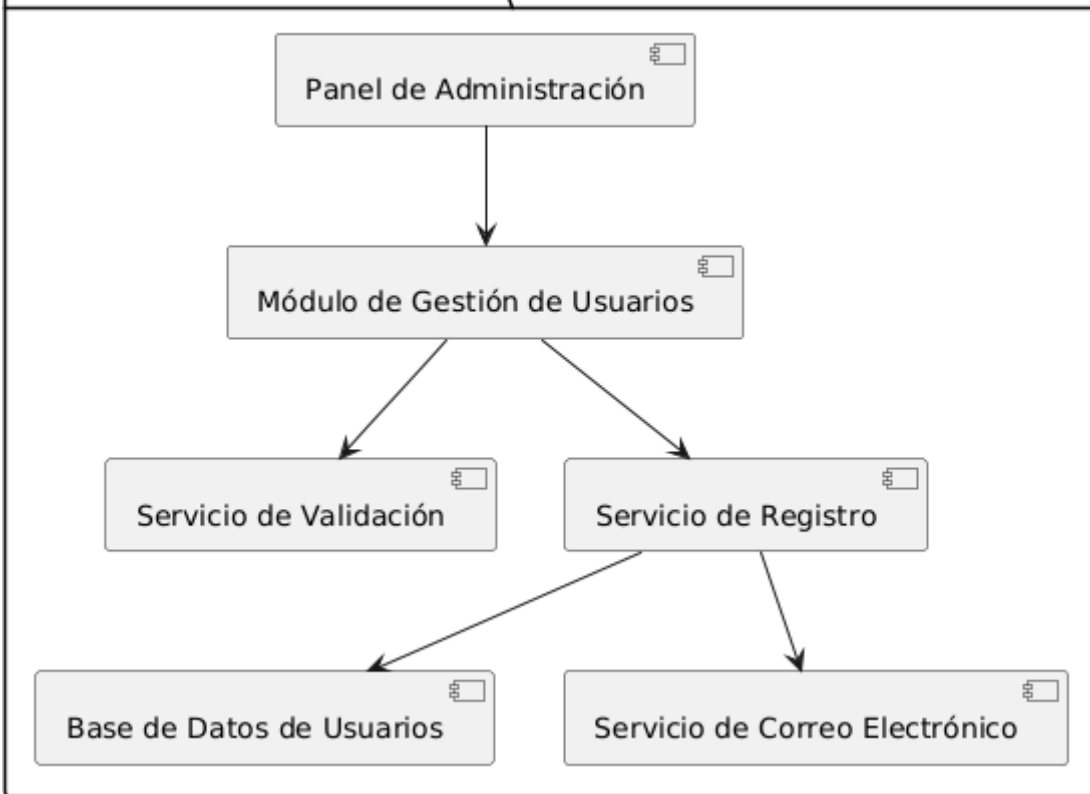 Panel de Administración
Módulo de Gestión de Usuarios
Servicio de Validación
Servicio de Registro
Base de Datos de Usuarios
Servicio de Correo Electrónico